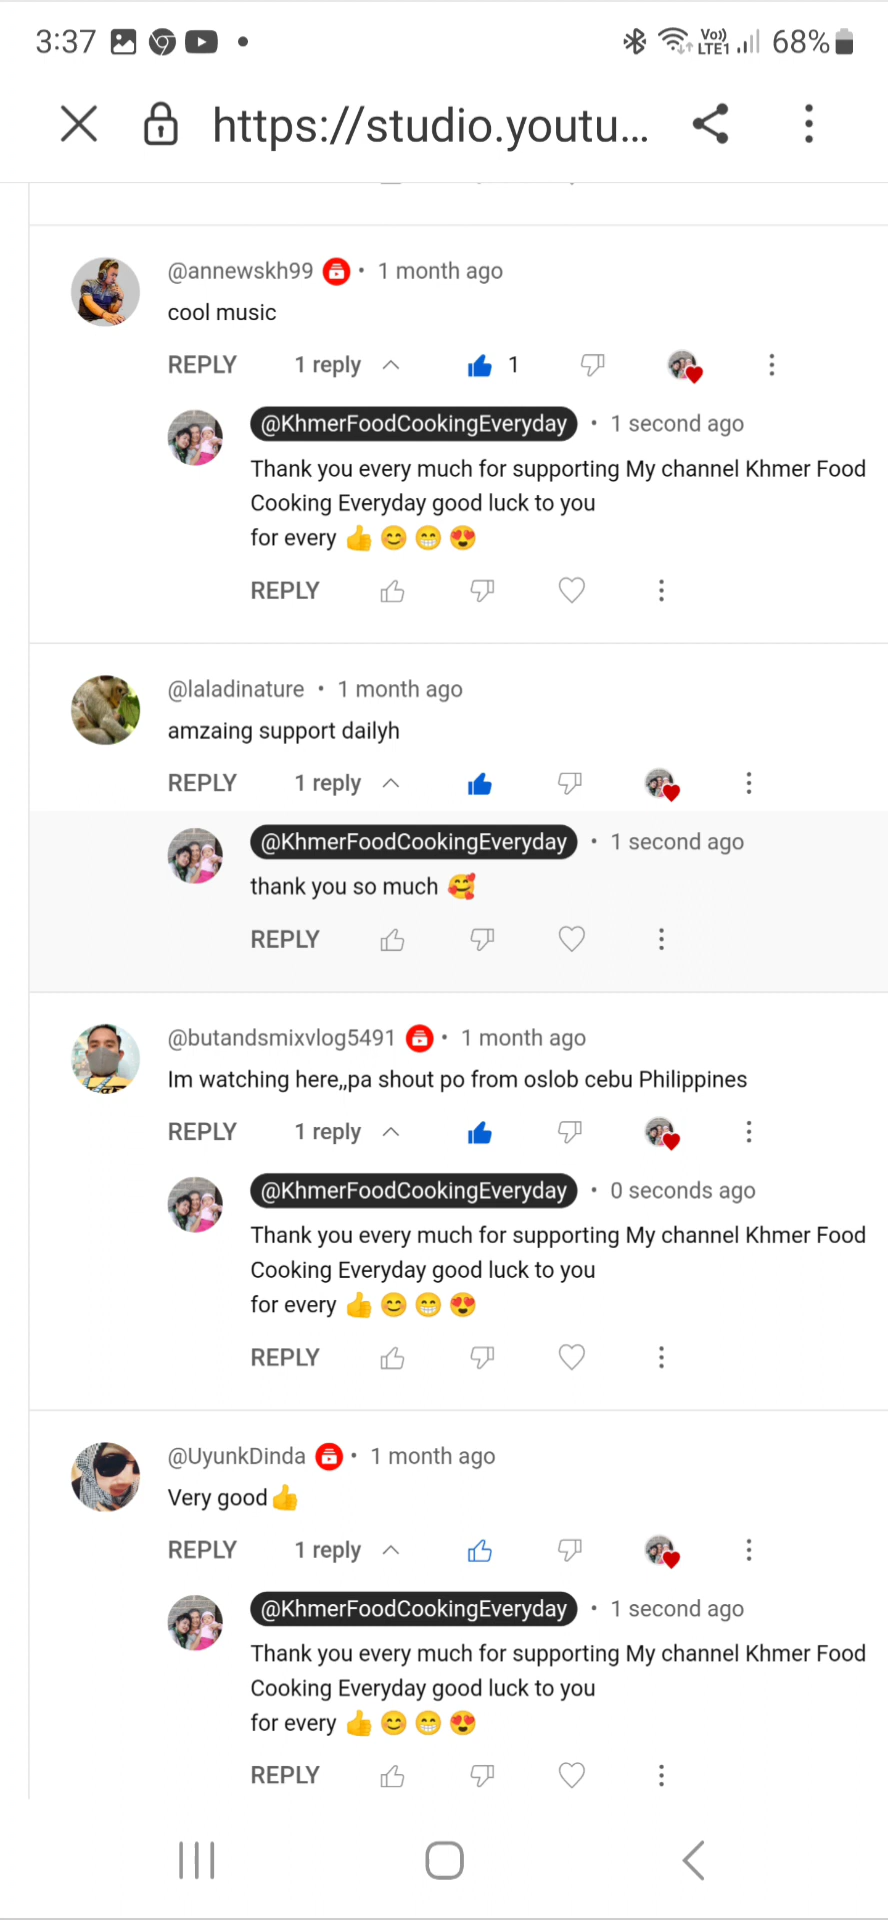 3:37 Vo)) LTE1 68%
https://studio.youtu...
@annewskh99 • 1 month ago
cool music
REPLY 1 reply 1
@KhmerFoodCookingEveryday • 1 second ago
Thank you every much for supporting My channel Khmer Food
Cooking Everyday good luck to you
for every 👍😊😁😍
REPLY
@laladinature • 1 month ago
amzaing support dailyh
REPLY 1 reply
@KhmerFoodCookingEveryday • 1 second ago
thank you so much 🥰
REPLY
@butandsmixvlog5491 • 1 month ago
Im watching here,,pa shout po from oslob cebu Philippines
REPLY 1 reply
@KhmerFoodCookingEveryday • 0 seconds ago
Thank you every much for supporting My channel Khmer Food
Cooking Everyday good luck to you
for every 👍😊😁😍
REPLY
@UyunkDinda • 1 month ago
Very good👍
REPLY 1 reply
@KhmerFoodCookingEveryday • 1 second ago
Thank you every much for supporting My channel Khmer Food
Cooking Everyday good luck to you
for every 👍😊😁😍
REPLY